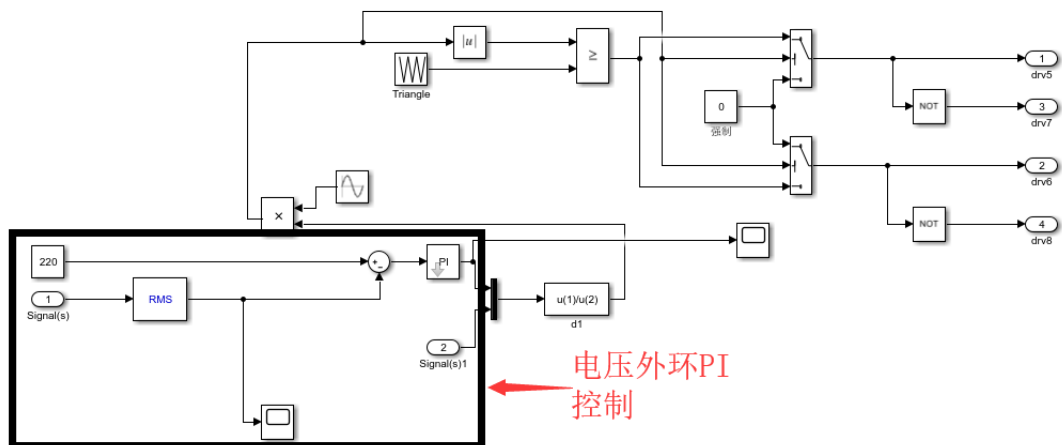 |u|
≥
Triangle
0
强制
1
drv5
NOT
3
drv7
2
drv6
NOT
4
drv8
×
220
+
-
PI
1
Signal(s)
RMS
u(1)/u(2)
d1
2
Signal(s)1
电压外环PI
控制